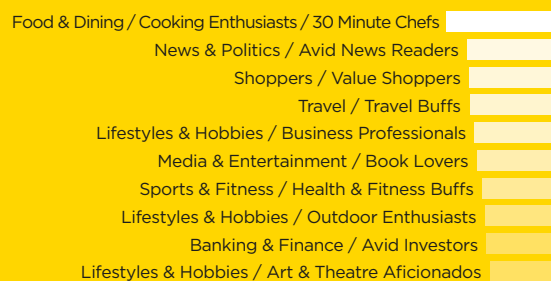 Food & Dining / Cooking Enthusiasts / 30 Minute Chefs
News & Politics / Avid News Readers
Shoppers / Value Shoppers
Travel / Travel Buffs
Lifestyles & Hobbies / Business Professionals
Media & Entertainment / Book Lovers
Sports & Fitness / Health & Fitness Buffs
Lifestyles & Hobbies / Outdoor Enthusiasts
Banking & Finance / Avid Investors
Lifestyles & Hobbies / Art & Theatre Aficionados